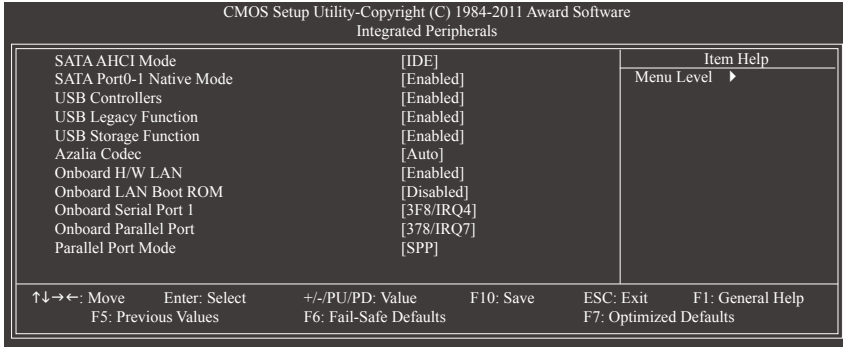 CMOS Setup Utility-Copyright (C) 1984-2011 Award Software
Integrated Peripherals
SATA AHCI Mode [IDE]
SATA Port0-1 Native Mode [Enabled]
USB Controllers [Enabled]
USB Legacy Function [Enabled]
USB Storage Function [Enabled]
Azalia Codec [Auto]
Onboard H/W LAN [Enabled]
Onboard LAN Boot ROM [Disabled]
Onboard Serial Port 1 [3F8/IRQ4]
Onboard Parallel Port [378/IRQ7]
Parallel Port Mode [SPP]
Item Help
Menu Level ▶
↑↓→←: Move Enter: Select +/-/PU/PD: Value F10: Save ESC: Exit F1: General Help
F5: Previous Values F6: Fail-Safe Defaults F7: Optimized Defaults